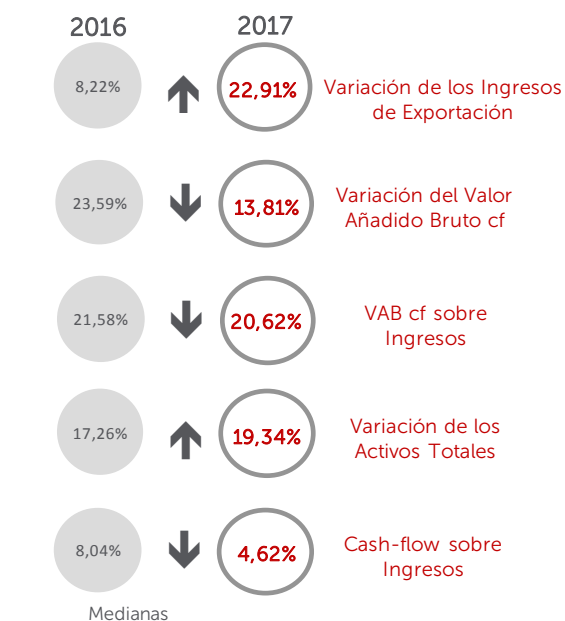 2016
2017
8,22%
22,91%
Variación de los Ingresos
de Exportación
23,59%
13,81%
Variación del Valor
Añadido Bruto cf
21,58%
20,62%
VAB cf sobre
Ingresos
17,26%
19,34%
Variación de los
Activos Totales
8,04%
4,62%
Cash-flow sobre
Ingresos
Medianas